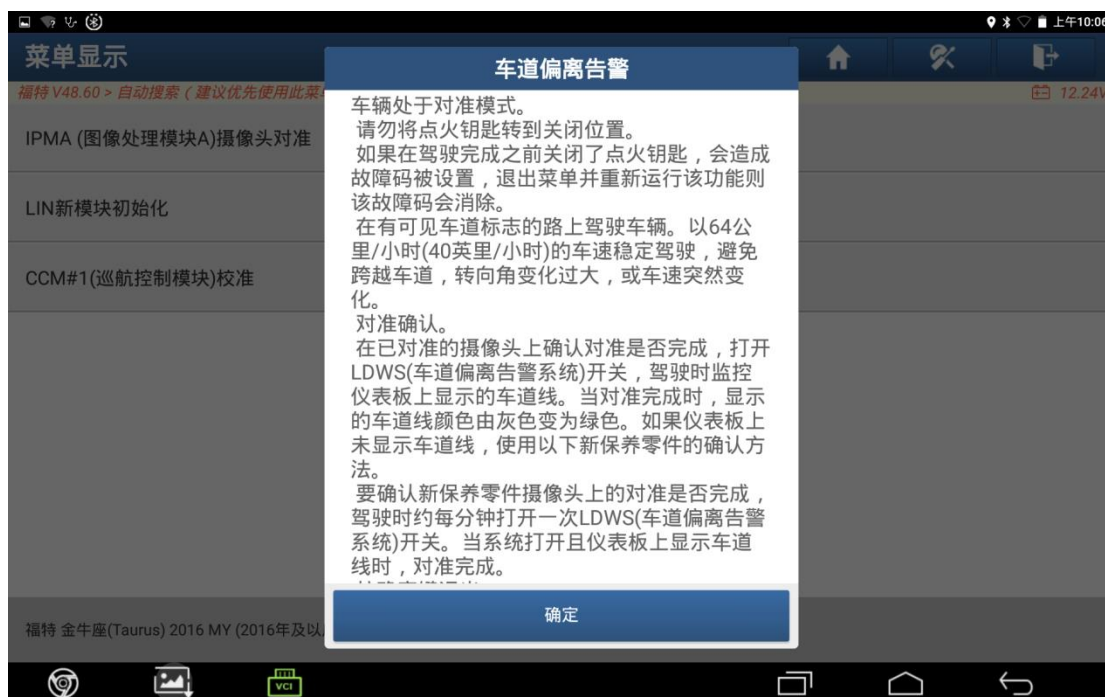 上午10:06
菜单显示
车道偏离告警
福特 V48.60 > 自动搜索 ( 建议优先使用此菜
12.24V
IPMA (图像处理模块A)摄像头对准
LIN新模块初始化
CCM#1(巡航控制模块)校准
车辆处于对准模式。
请勿将点火钥匙转到关闭位置。
如果在驾驶完成之前关闭了点火钥匙，会造成
故障码被设置，退出菜单并重新运行该功能则
该故障码会消除。
在有可见车道标志的路上驾驶车辆。以64公
里/小时(40英里/小时)的车速稳定驾驶，避免
跨越车道，转向角变化过大，或车速突然变
化。
对准确认。
在已对准的摄像头上确认对准是否完成，打开
LDWS(车道偏离告警系统)开关，驾驶时监控
仪表板上显示的车道线。当对准完成时，显示
的车道线颜色由灰色变为绿色。如果仪表板上
未显示车道线，使用以下新保养零件的确认方
法。
要确认新保养零件摄像头上的对准是否完成，
驾驶时约每分钟打开一次LDWS(车道偏离告警
系统)开关。当系统打开且仪表板上显示车道
线时，对准完成。
确定
福特 金牛座(Taurus) 2016 MY (2016年及以
VCI